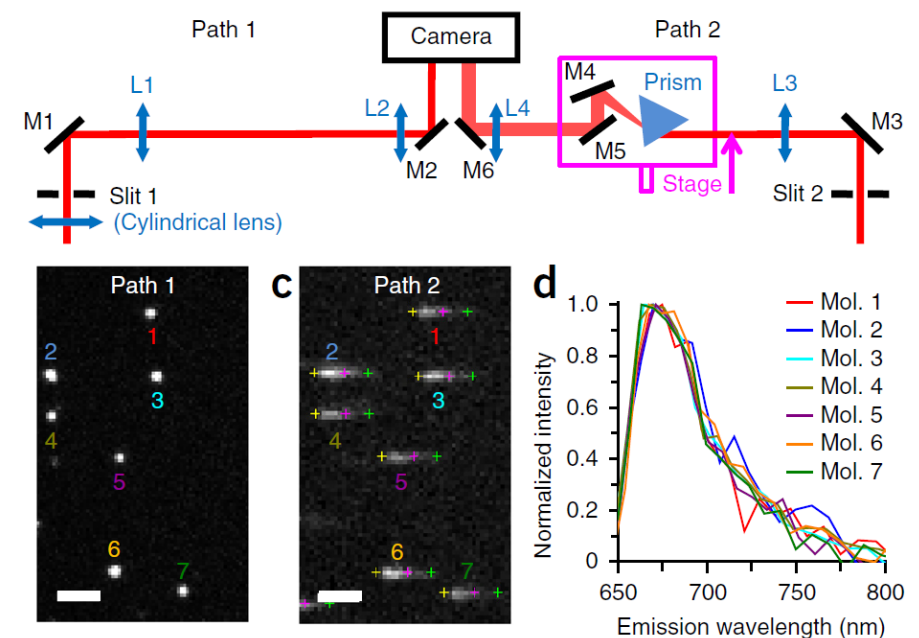 Path 1
Camera
Path 2
L1
M4
Prism
L3
M1
L2
L4
M3
M2
M6
M5
Slit 1
Stage
Slit 2
(Cylindrical lens)
Path 1
1
2
3
4
5
6
7
c
Path 2
1
2
3
4
5
6
7
d
Normalized intensity
1.0
0.8
0.6
0.4
0.2
0
650
700
750
800
Emission wavelength (nm)
Mol. 1
Mol. 2
Mol. 3
Mol. 4
Mol. 5
Mol. 6
Mol. 7